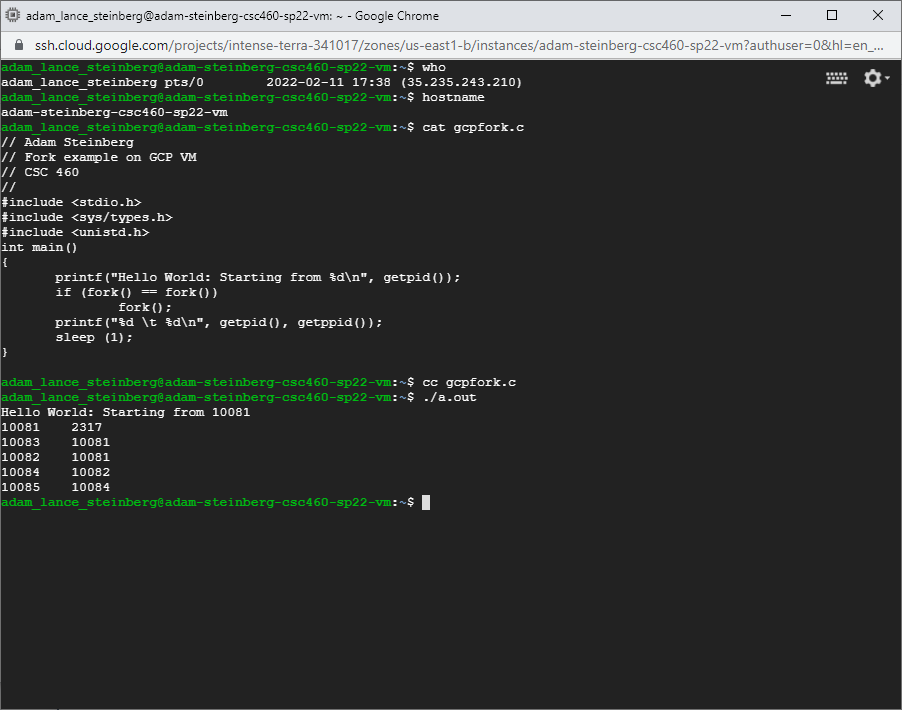 adam_lance_steinberg@adam-steinberg-csc460-sp22-vm: ~ - Google Chrome
ssh.cloud.google.com/projects/intense-terra-341017/zones/us-east1-b/instances/adam-steinberg-csc460-sp22-vm?authuser=0&hl=en_...
adam_lance_steinberg@adam-steinberg-csc460-sp22-vm:~$ who
adam_lance_steinberg pts/0        2022-02-11 17:38 (35.235.243.210)
adam_lance_steinberg@adam-steinberg-csc460-sp22-vm:~$ hostname
adam-steinberg-csc460-sp22-vm
adam_lance_steinberg@adam-steinberg-csc460-sp22-vm:~$ cat gcpfork.c
// Adam Steinberg
// Fork example on GCP VM
// CSC 460
//
#include <stdio.h>
#include <sys/types.h>
#include <unistd.h>
int main()
{
       printf("Hello World: Starting from %d\n", getpid());
       if (fork() == fork())
               fork();
       printf("%d \t %d\n", getpid(), getppid());
       sleep (1);
}
adam_lance_steinberg@adam-steinberg-csc460-sp22-vm:~$ cc gcpfork.c
adam_lance_steinberg@adam-steinberg-csc460-sp22-vm:~$ ./a.out
Hello World: Starting from 10081
10081    2317
10083    10081
10082    10081
10084    10082
10085    10084
adam_lance_steinberg@adam-steinberg-csc460-sp22-vm:~$